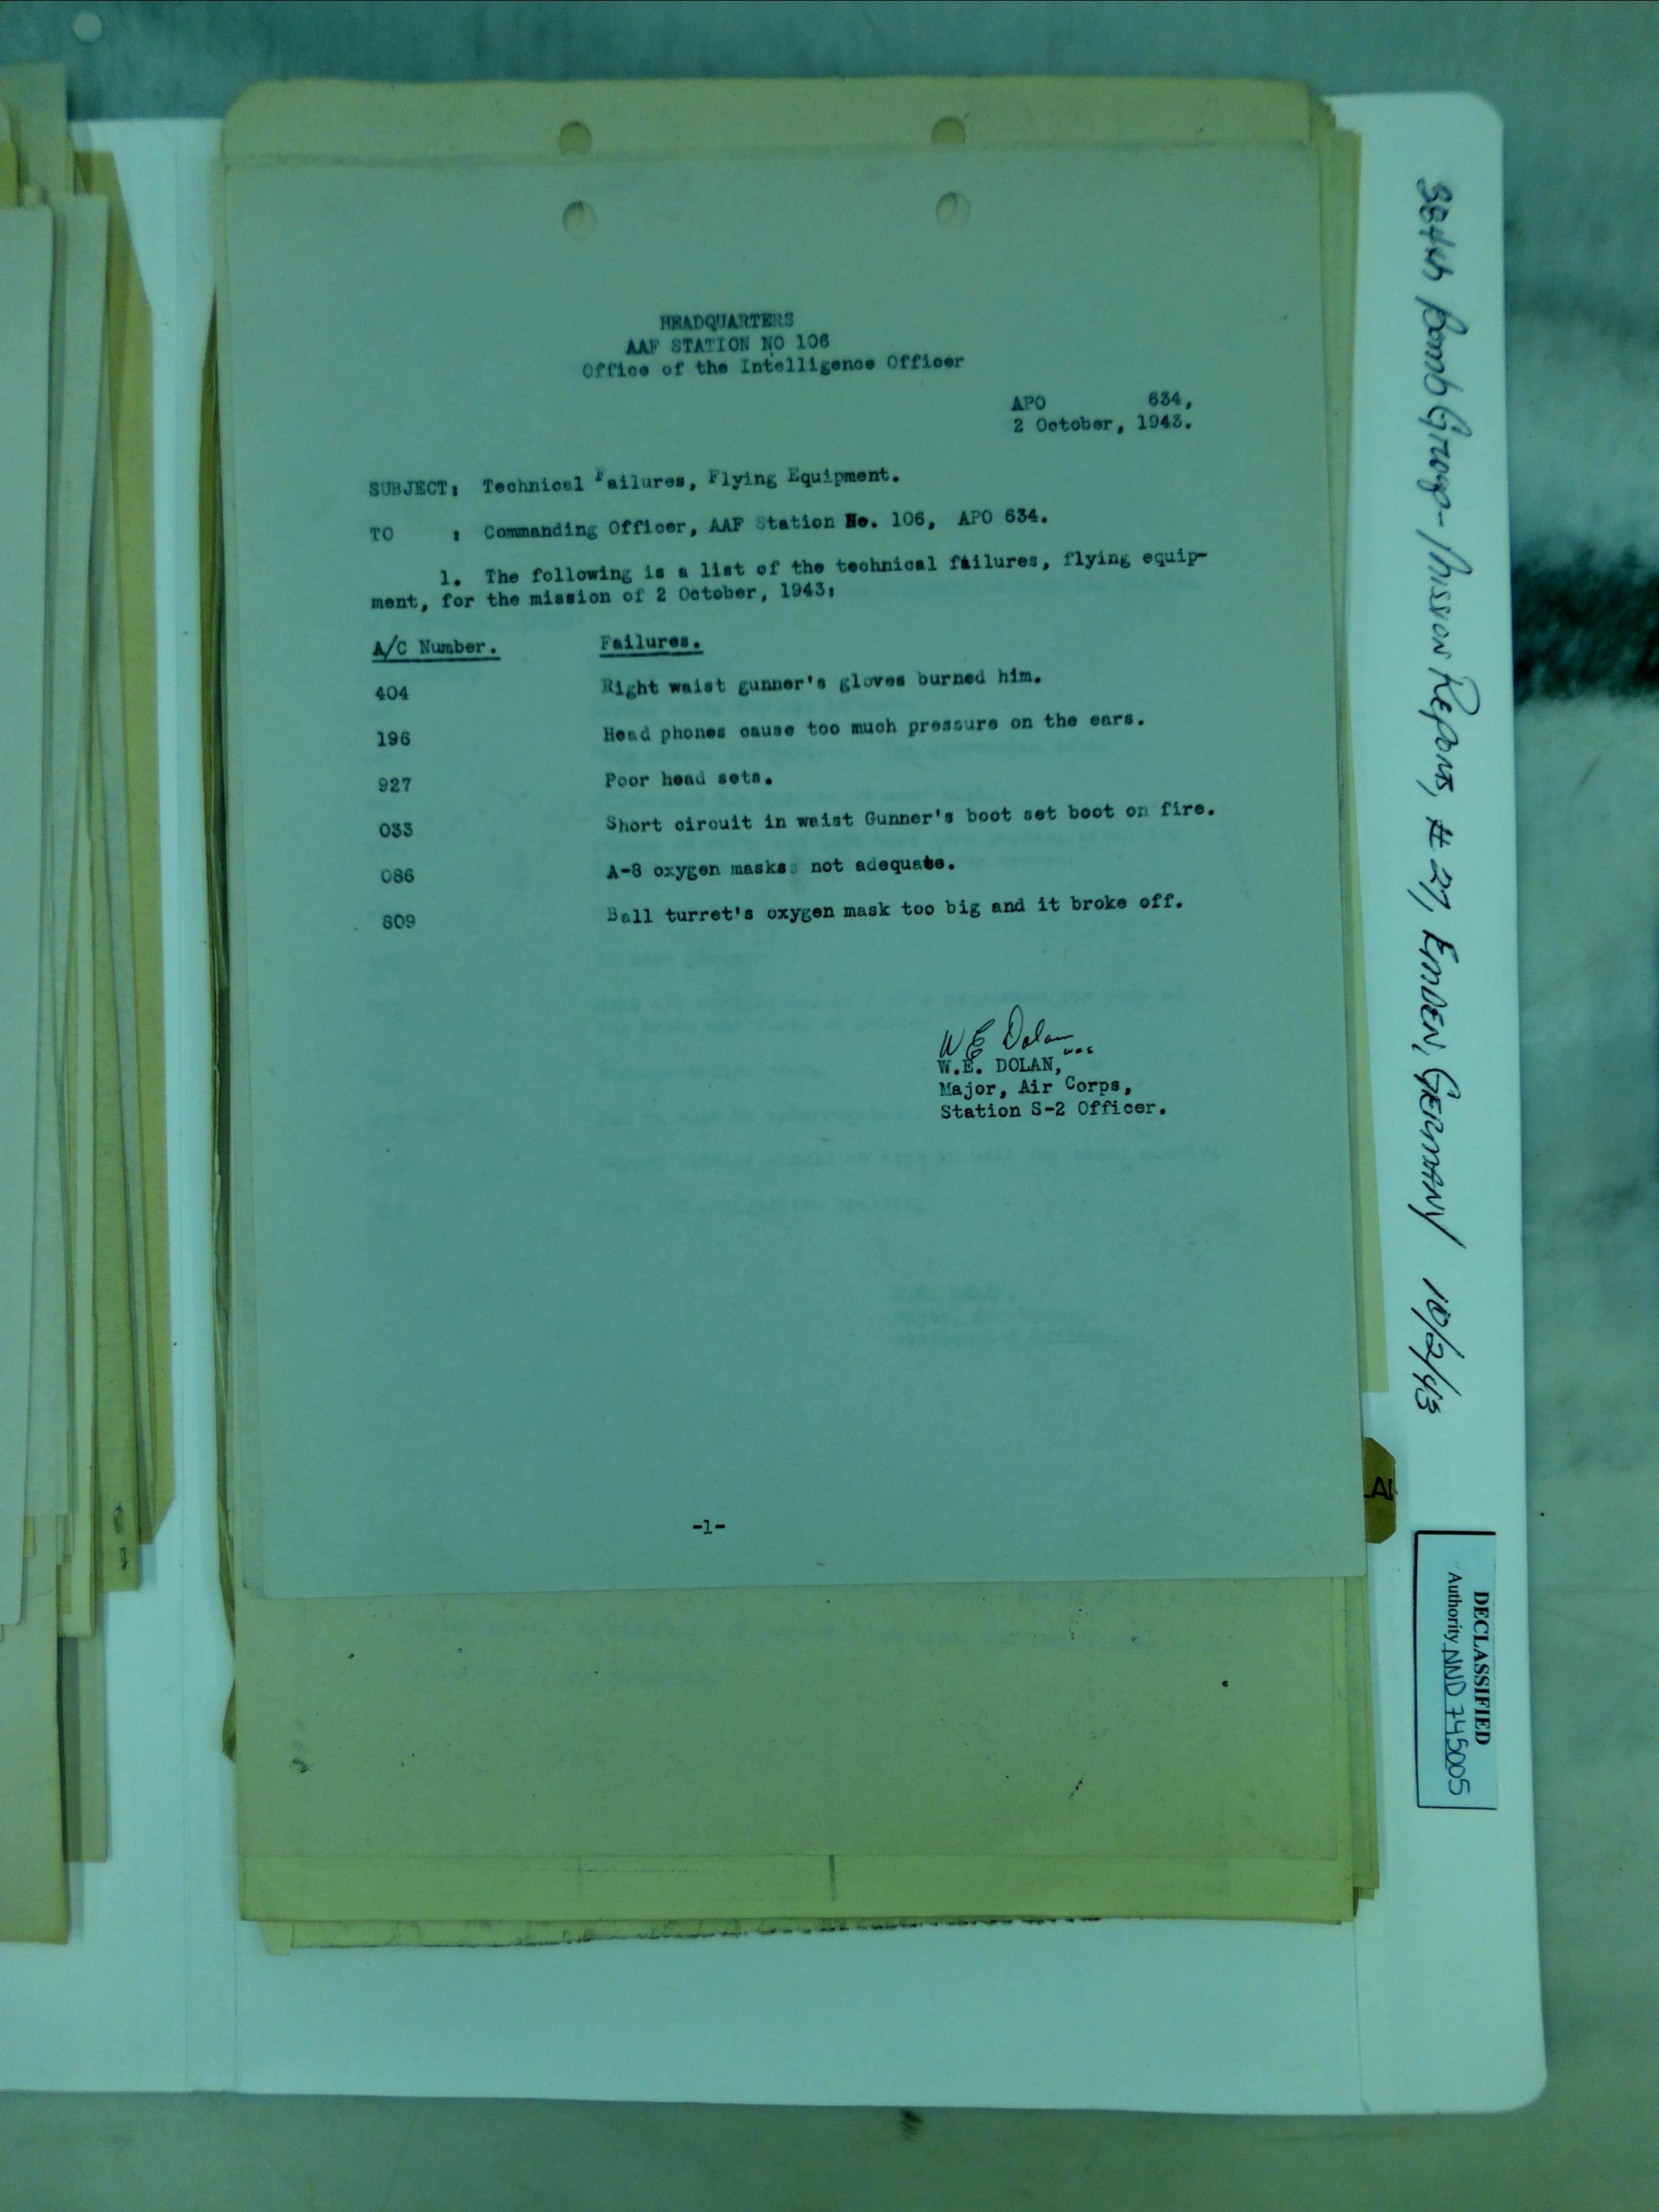 HEADQUARTERS
AAF STATION NO 106
Office of the Intelligence Officer
APO 634,
2 October, 1943.
SUBJECT: Technical Failures, Flying Equipment.
TO : Commanding Officer, AAF Station No. 106, APO 634.
1. The following is a list of the technical failures, flying equip-
ment, for the mission of 2 October, 1943:
A/C Number. Failures.
404 Right waist gunner's gloves burned him.
196 Head phones cause too much pressure on the ears.
927 Poor head sets.
033 Short circuit in waist Gunner's boot set boot on fire.
086 A-8 oxygen masks not adequate.
809 Ball turret's oxygen mask too big and it broke off.
W E Dolan
W.E. DOLAN,
Major, Air Corps,
Station S-2 Officer.
-1-
384th Bomb Group - Mission Reports, # 27, EMDEN, GERMANY 10/2/43
DECLASSIFIED
Authority NND 745005